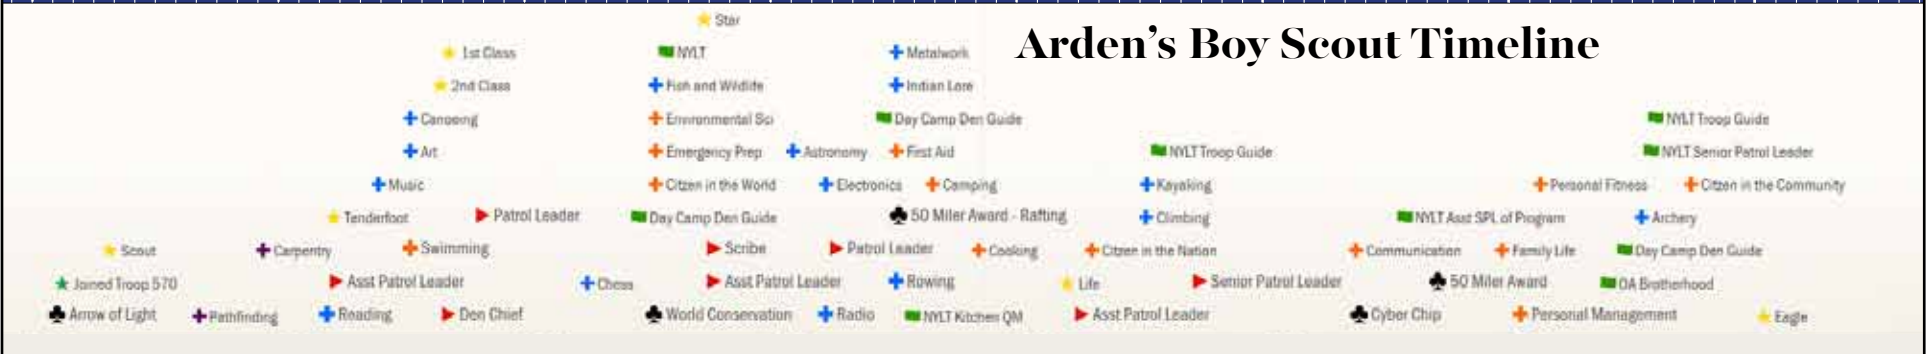 Star
Arden's Boy Scout Timeline
1st Class NYLT Metalwork
2nd Class Fish and Wildlife Indian Lore
Canoeing Environmental Sci Day Camp Den Guide NYLT Troop Guide
Art Emergency Prep Astronomy First Aid NYLT Troop Guide NYLT Senior Patrol Leader
Music Citzen in the World Electronics Camping Kayaking Personal Fitness Citzen in the Community
Tenderfoot Patrol Leader Day Camp Den Guide 50 Miler Award - Rafting Climbing NYLT Asst SPL of Program Archery
Scout Carpentry Swimming Scribe Patrol Leader Cooking Citzen in the Nation Communication Family Life Day Camp Den Guide
Joined Troop 570 Asst Patrol Leader Chess Asst Patrol Leader Rowing Life Senior Patrol Leader 50 Miler Award OA Brotherhood
Arrow of Light Pathfinding Reading Den Chief World Conservation Radio NYLT Kitchen QM Asst Patrol Leader Cyber Chip Personal Management Eagle